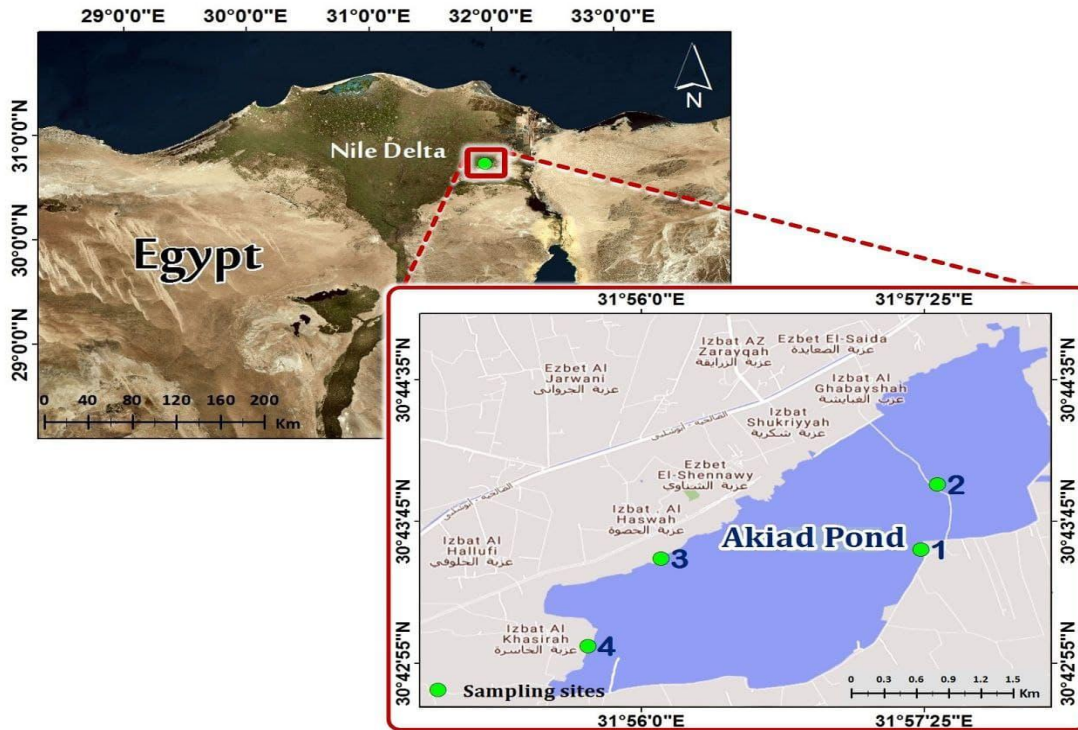 29°0'0"E 30°0'0"E 31°0'0"E 32°0'0"E 33°0'0"E
31°0'0"N
30°0'0"N
29°0'0"N
N
Nile Delta
Egypt
0 40 80 120 160 200
Km
31°56'0"E 31°57'25"E
30°44'35"N 30°44'35"N
30°43'45"N 30°43'45"N
30°42'55"N 30°42'55"N
Izbat AZ
Zarayqah
عزبة الزرايقة
Ezbet El-Saida
عزبة الصعايدة
Ezbet Al
Jarwani
عزبة الجرواني
Izbat Al
Ghabayshah
عزب الغبايشة
Izbat
Shukriyyah
عزبة شكرية
الصالحية - أبوشلبي
Ezbet
El-Shennawy
عزبة الشناوي
الصالحية - أبوشلبي
Izbat . Al
Haswah
عزبة الحضوة
Izbat Al
Hallufi
عزبة الحلوفي
2
Akiad Pond
1
3
Izbat Al
Khasirah
عزبة الخاسرة
4
Sampling sites
0 0.3 0.6 0.9 1.2 1.5
Km
31°56'0"E 31°57'25"E